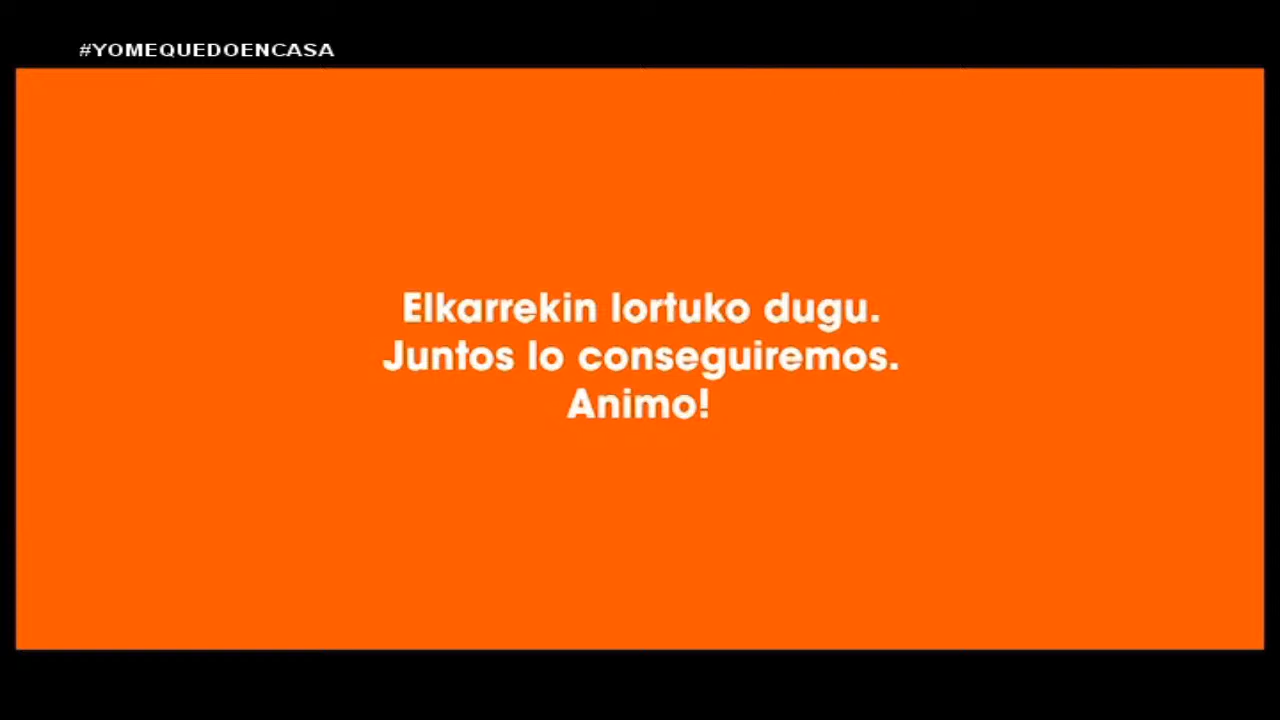 #YOMEQUEDOENCASA
Elkarrekin lortuko dugu.
Juntos lo conseguiremos.
Animo!